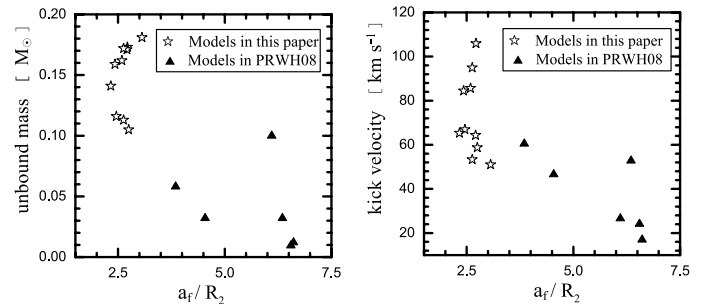 0.20
0.15
0.10
0.05
0.00
unbound mass [ M⊙ ]
Models in this paper
Models in PRWH08
2.5 5.0 7.5
a_f / R_2
120
100
80
60
40
20
kick velocity [ km s⁻¹ ]
Models in this paper
Models in PRWH08
2.5 5.0 7.5
a_f / R_2